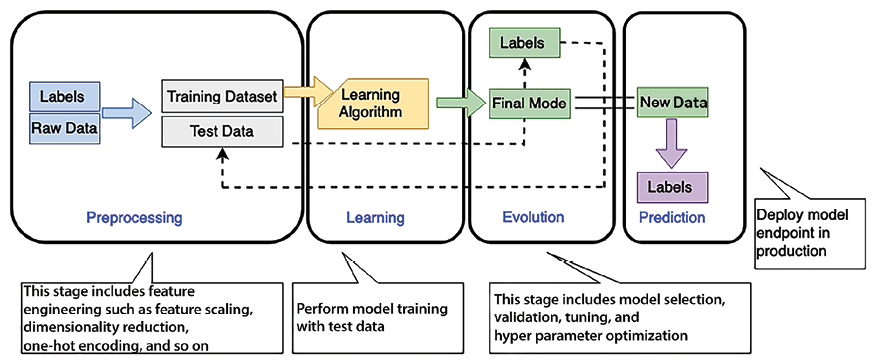 Labels
Raw Data
Training Dataset
Test Data
Preprocessing
Learning
Algorithm
Learning
Labels
Final Mode
Evolution
New Data
Labels
Prediction
This stage includes feature
engineering such as feature scaling,
dimensionality reduction,
one-hot encoding, and so on
Perform model training
with test data
This stage includes model selection,
validation, tuning, and
hyper parameter optimization
Deploy model
endpoint in
production